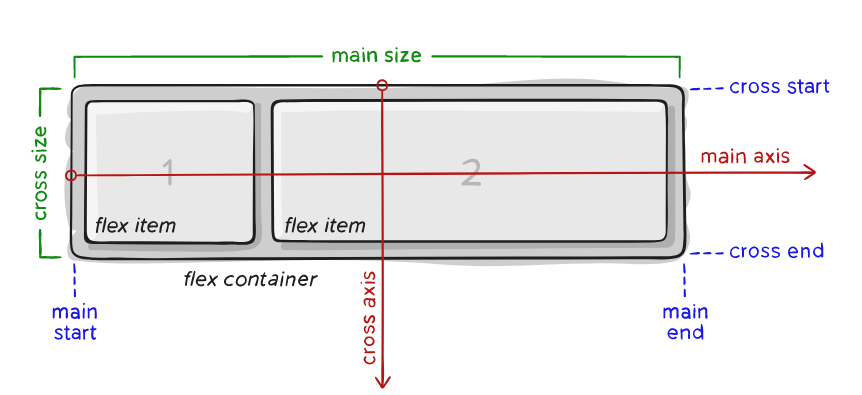 main size
cross start
cross size
main axis
1
2
flex item
flex item
cross end
flex container
cross axis
main
start
main
end